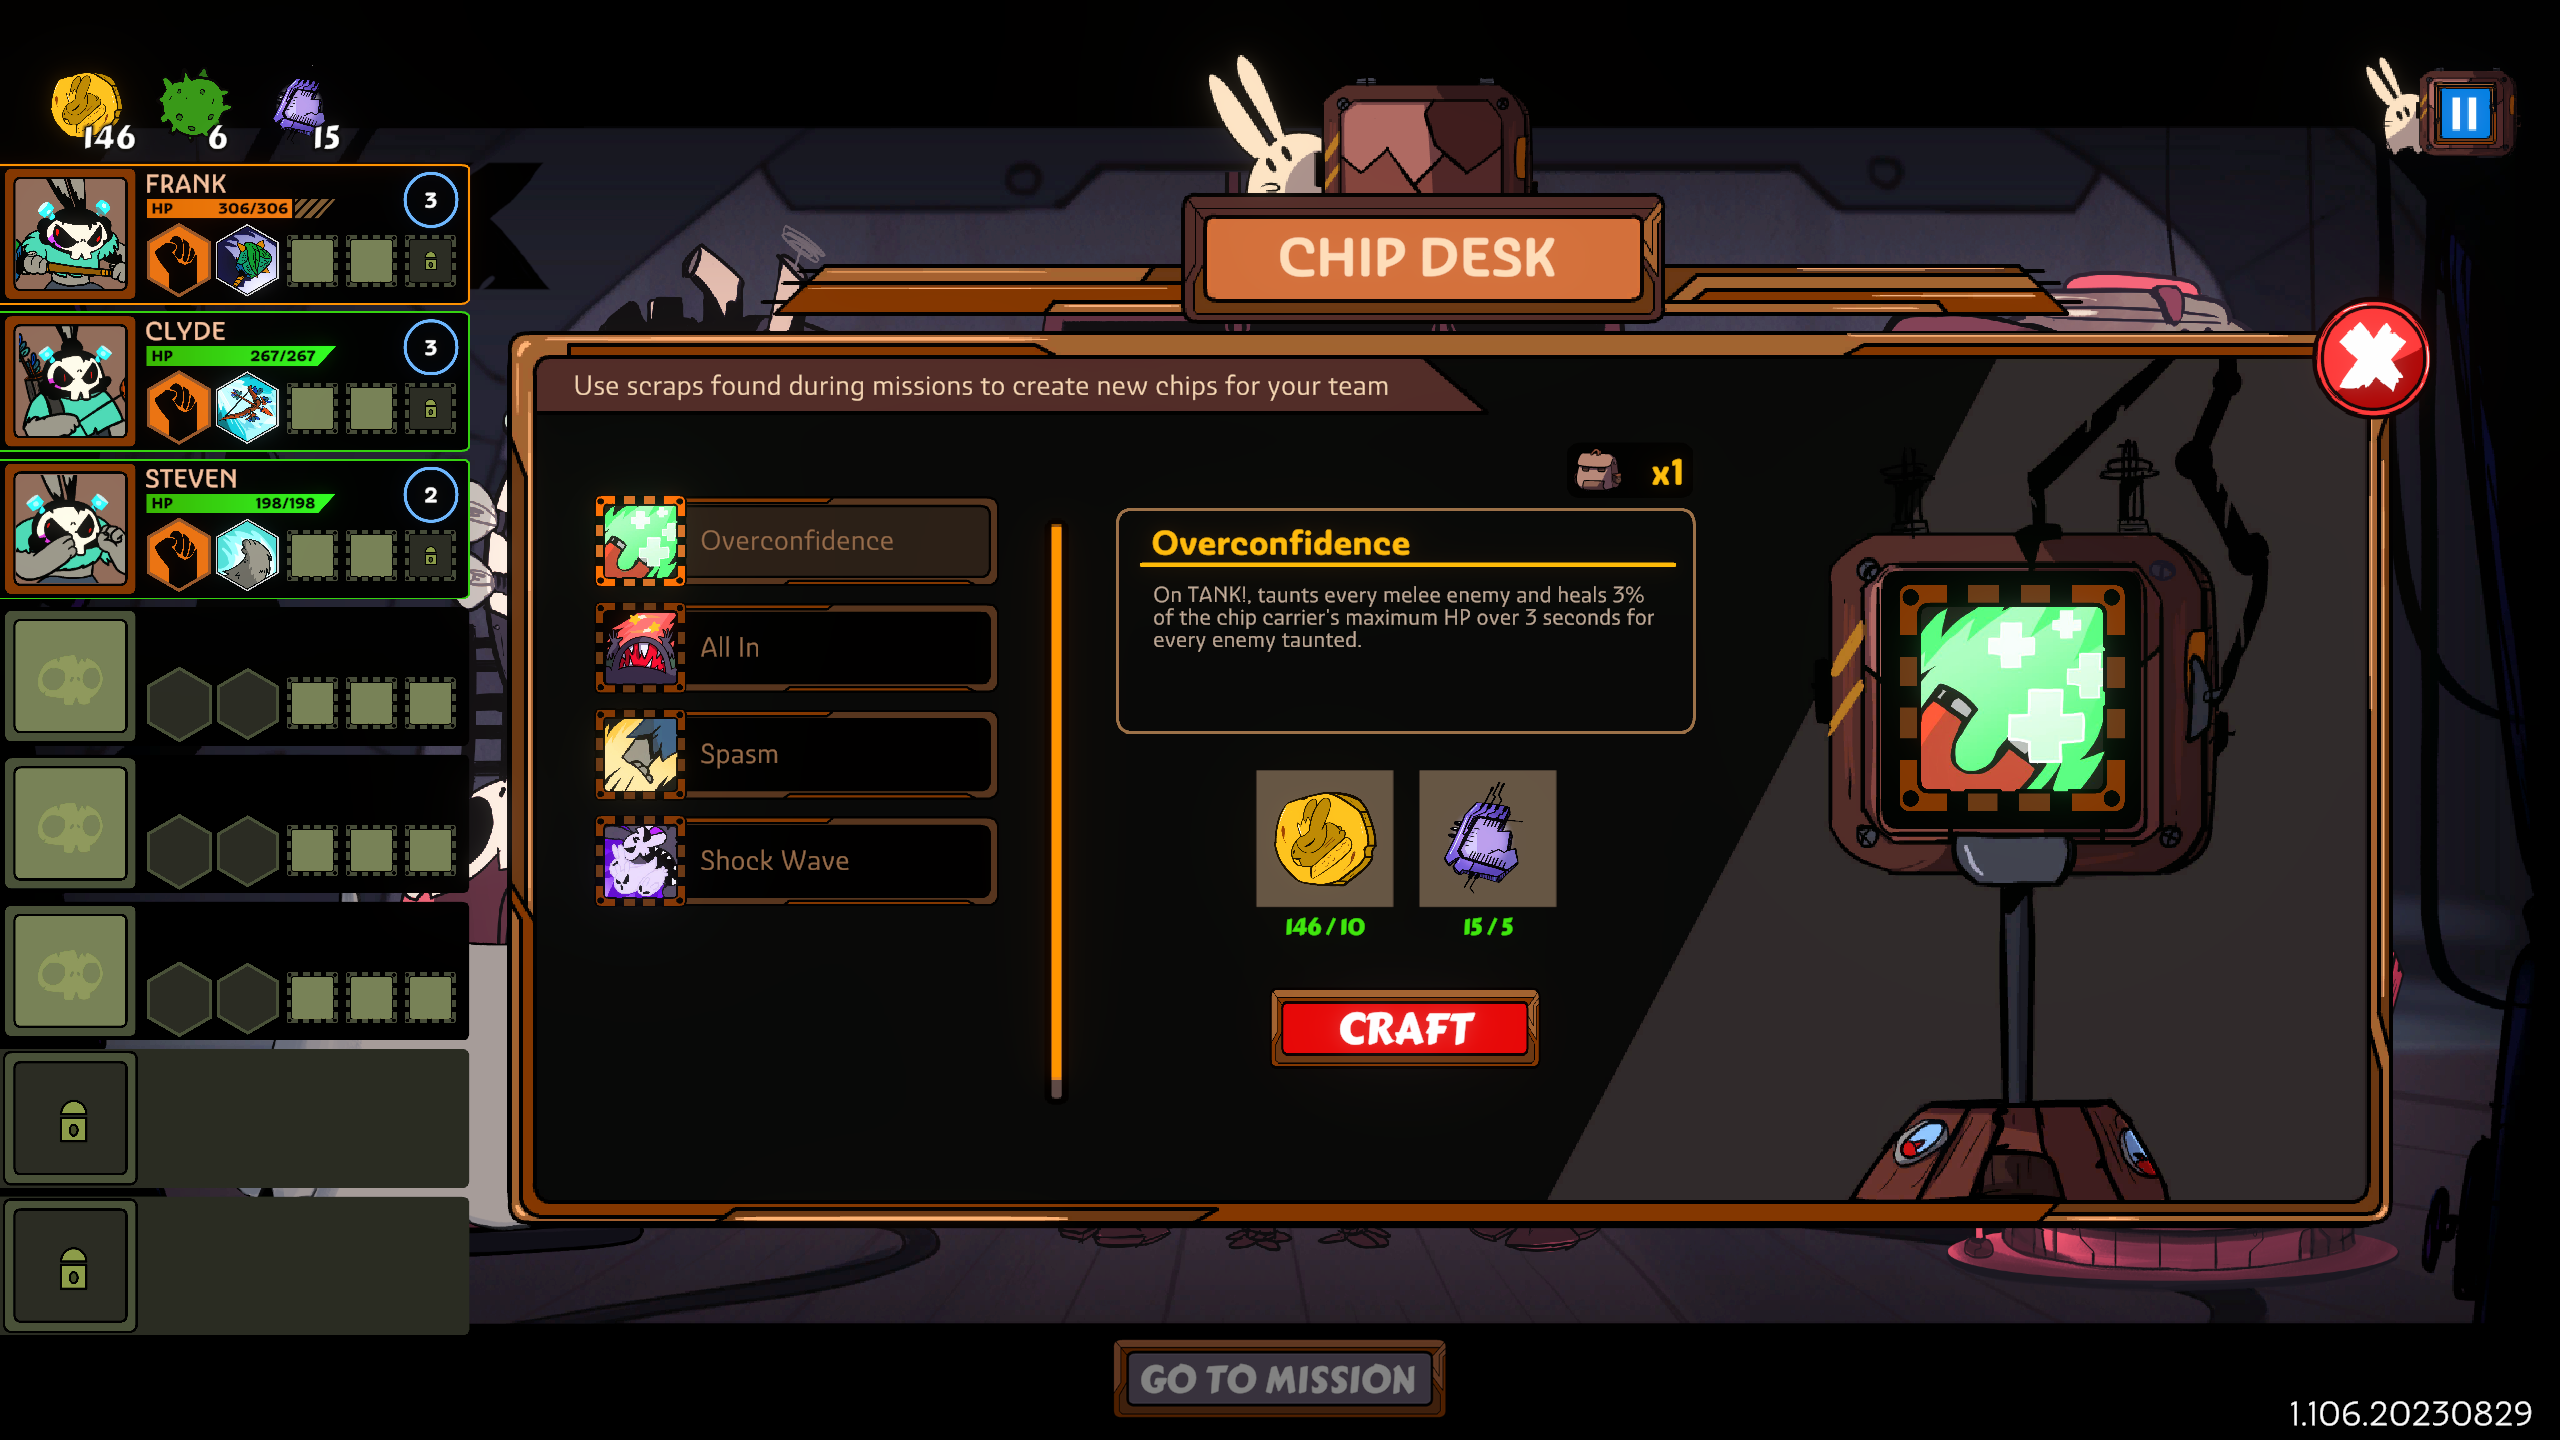 146 6 15
FRANK
HP 306/306
3
CLYDE
HP 267/267
3
STEVEN
HP 198/198
2
CHIP DESK
Use scraps found during missions to create new chips for your team
Overconfidence
All In
Spasm
Shock Wave
x1
Overconfidence
On TANK!, taunts every melee enemy and heals 3%
of the chip carrier's maximum HP over 3 seconds for
every enemy taunted.
146/10 15/5
CRAFT
GO TO MISSION
1.106.20230829